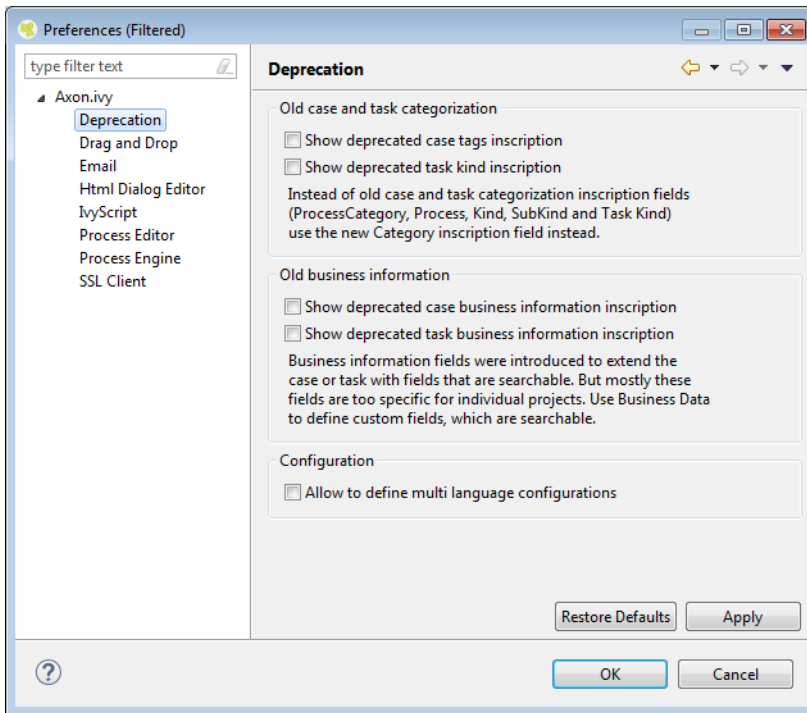 Preferences (Filtered)
type filter text
Axon.ivy
Deprecation
Drag and Drop
Email
Html Dialog Editor
IvyScript
Process Editor
Process Engine
SSL Client
Deprecation
Old case and task categorization
Show deprecated case tags inscription
Show deprecated task kind inscription
Instead of old case and task categorization inscription fields
(ProcessCategory, Process, Kind, SubKind and Task Kind)
use the new Category inscription field instead.
Old business information
Show deprecated case business information inscription
Show deprecated task business information inscription
Business information fields were introduced to extend the
case or task with fields that are searchable. But mostly these
fields are too specific for individual projects. Use Business Data
to define custom fields, which are searchable.
Configuration
Allow to define multi language configurations
Restore Defaults
Apply
?
OK
Cancel